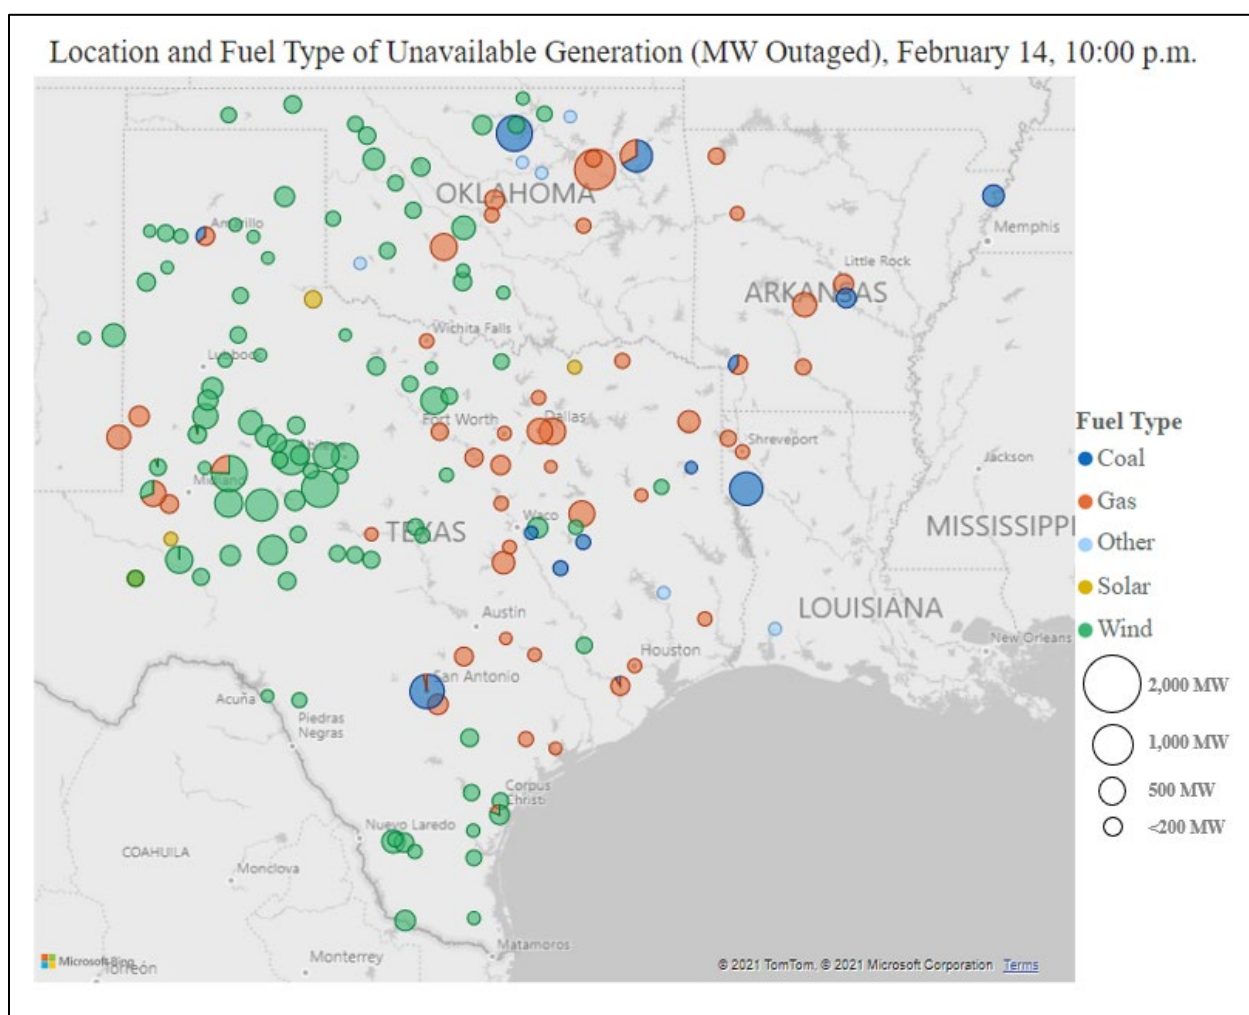 Location and Fuel Type of Unavailable Generation (MW Outaged), February 14, 10:00 p.m.
OKLAHOMA
Amarillo
Memphis
Little Rock
ARKANSAS
Wichita Falls
Lubbock
Fort Worth
Dallas
Shreveport
Jackson
Midland
Waco
TEXAS
MISSISSIPPI
Austin
LOUISIANA
New Orleans
Houston
San Antonio
Acuña
Piedras
Negras
Corpus
Christi
Nuevo Laredo
COAHUILA
Monclova
Matamoros
Monterrey
Torreón
Microsoft Bing
© 2021 TomTom, © 2021 Microsoft Corporation Terms
Fuel Type
Coal
Gas
Other
Solar
Wind
2,000 MW
1,000 MW
500 MW
<200 MW